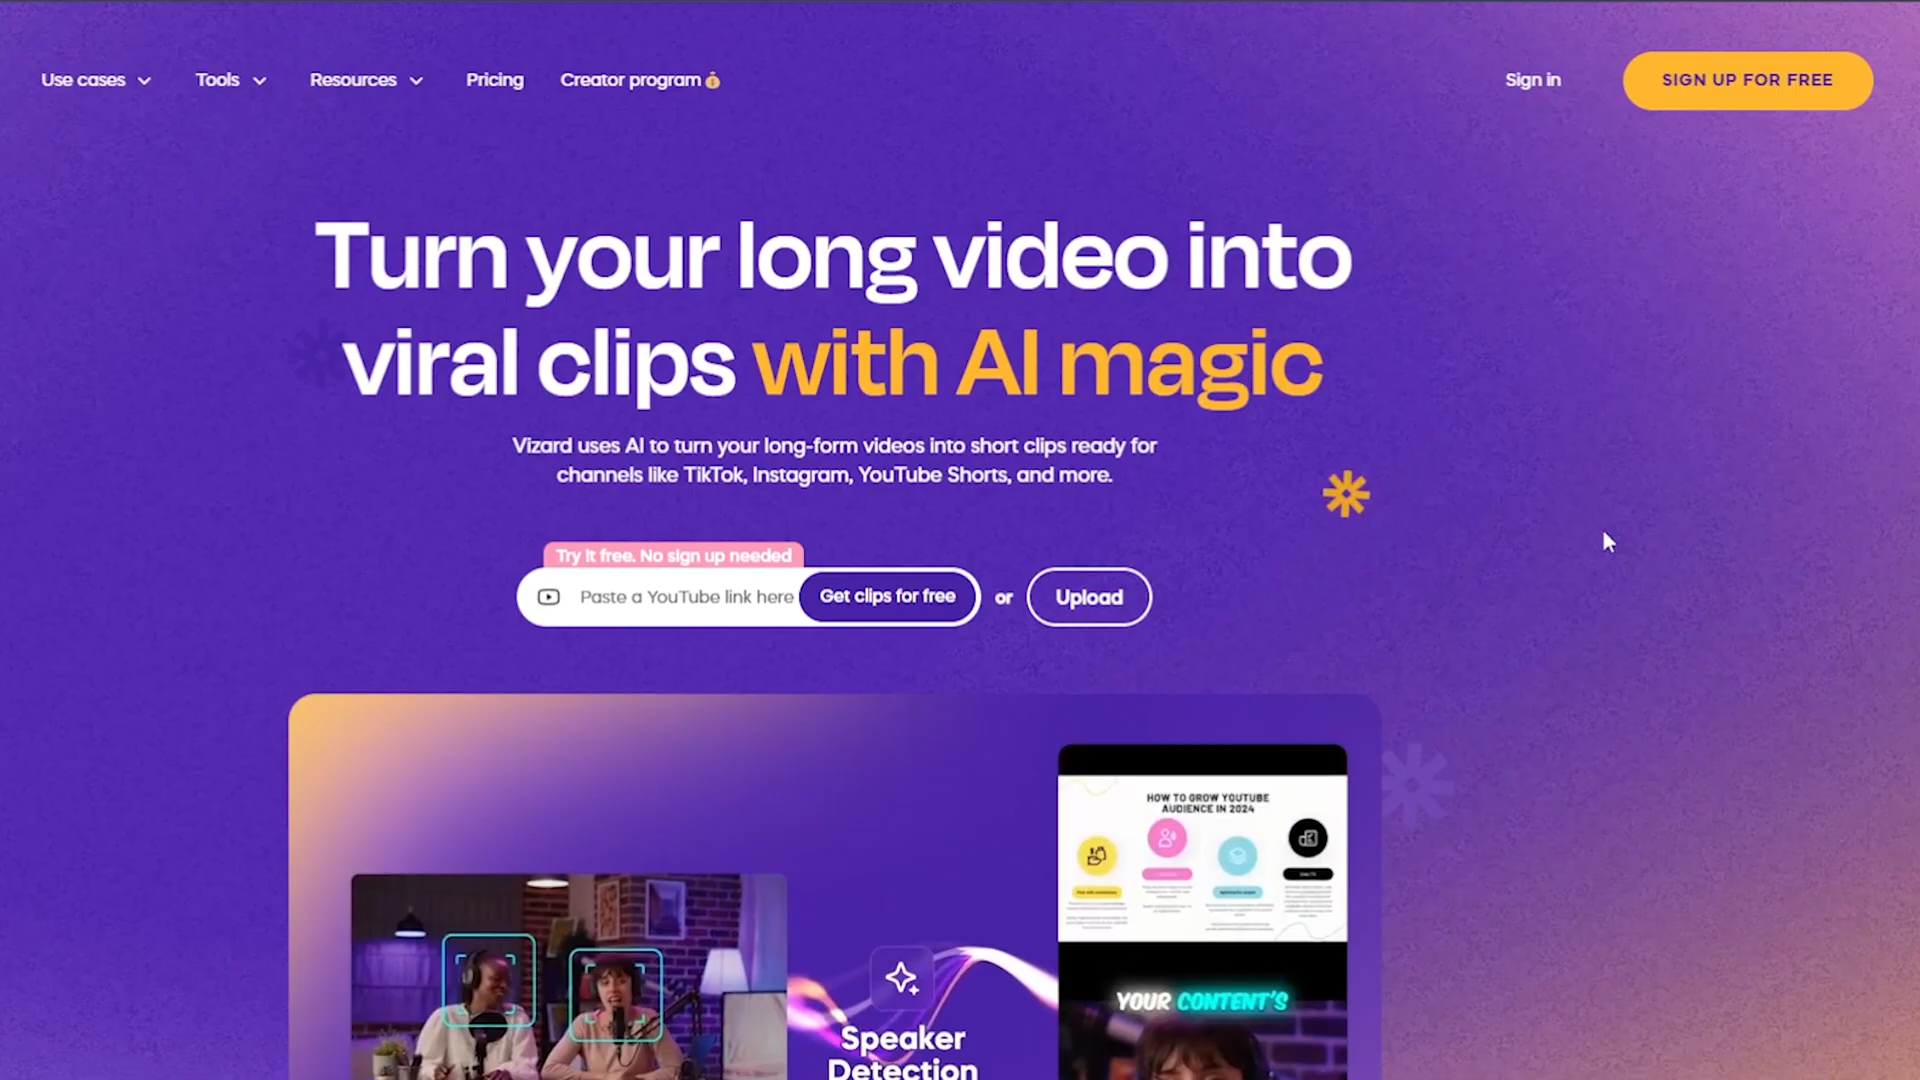 Use cases
Tools
Resources
Pricing
Creator program
Sign in
SIGN UP FOR FREE
Turn your long video into
viral clips with AI magic
Vizard uses AI to turn your long-form videos into short clips ready for
channels like TikTok, Instagram, YouTube Shorts, and more.
Try it free. No sign up needed
Paste a YouTube link here
Get clips for free
or
Upload
HOW TO GROW YOUTUBE
AUDIENCE IN 2024
YOUR CONTENT'S
Speaker
Detection